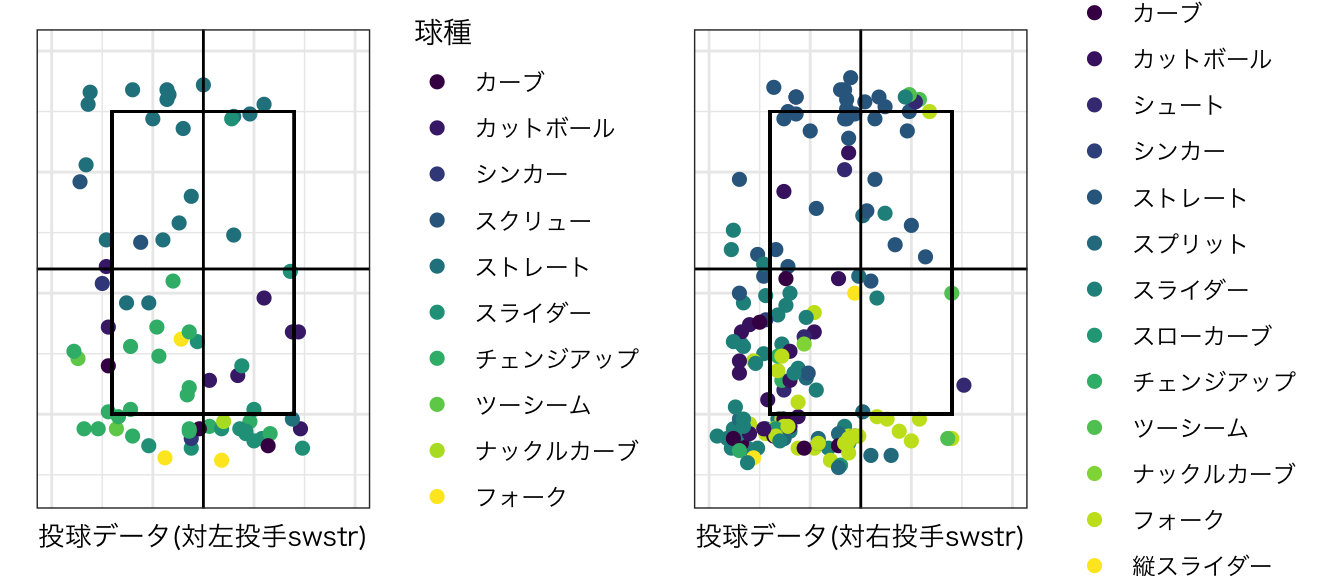 球種
カーブ
カットボール
シンカー
スクリュー
ストレート
スライダー
チェンジアップ
ツーシーム
ナックルカーブ
フォーク
投球データ(対左投手swstr)
カーブ
カットボール
シュート
シンカー
ストレート
スプリット
スライダー
スローカーブ
チェンジアップ
ツーシーム
ナックルカーブ
フォーク
縦スライダー
投球データ(対右投手swstr)